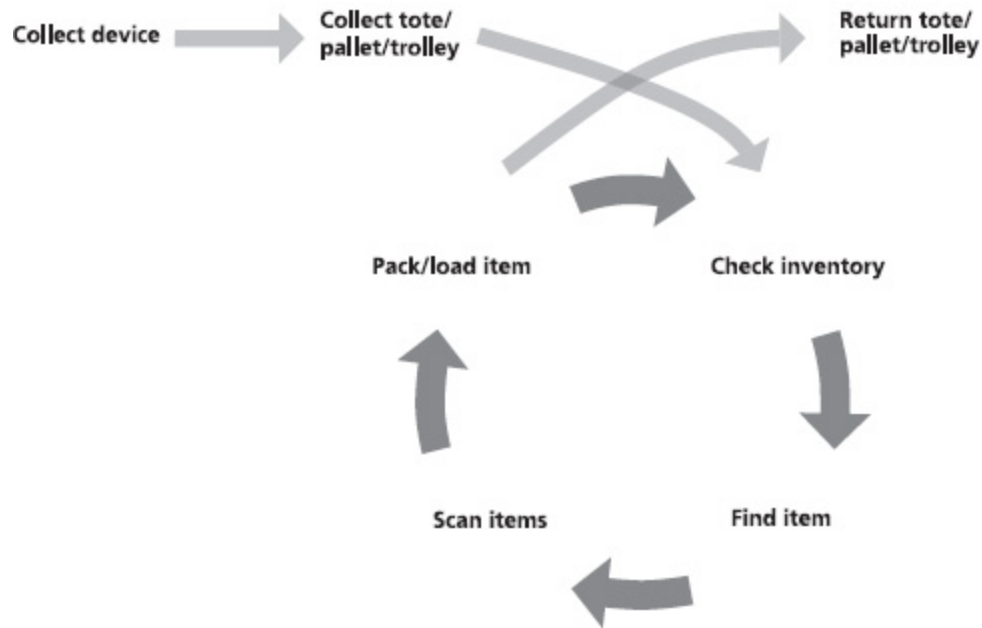 Collect device
Collect tote/
pallet/trolley
Return tote/
pallet/trolley
Pack/load item
Check inventory
Scan items
Find item